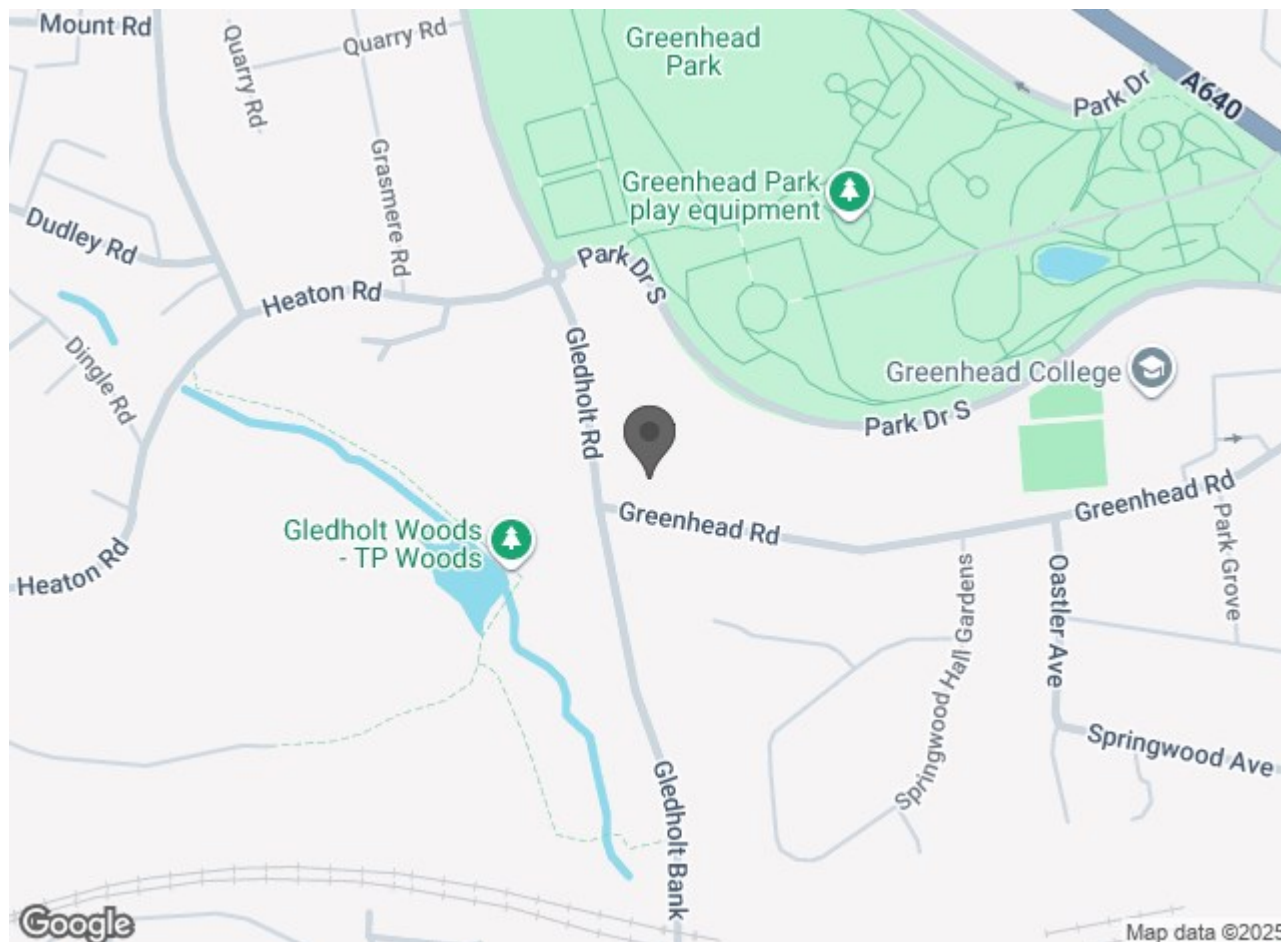 Mount Rd
Quarry Rd
Quarry Rd
Greenhead
Park
Park Dr
A640
Grasmere Rd
Greenhead Park
play equipment
Dudley Rd
Park Dr S
Heaton Rd
Dingle Rd
Gledholt Rd
Greenhead College
Park Dr S
Greenhead Rd
Greenhead Rd
Gledholt Woods
- TP Woods
Heaton Rd
Park Grove
Oastler Ave
Springwood Hall Gardens
Springwood Ave
Gledholt Bank
Google
Map data ©2025